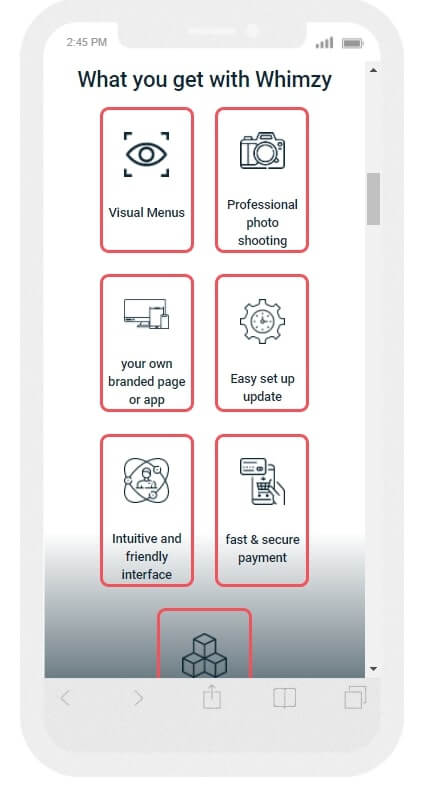 2:45 PM
What you get with Whimzy
Visual Menus
Professional
photo
shooting
your own
branded page
or app
Easy set up
update
Intuitive and
friendly
interface
fast & secure
payment